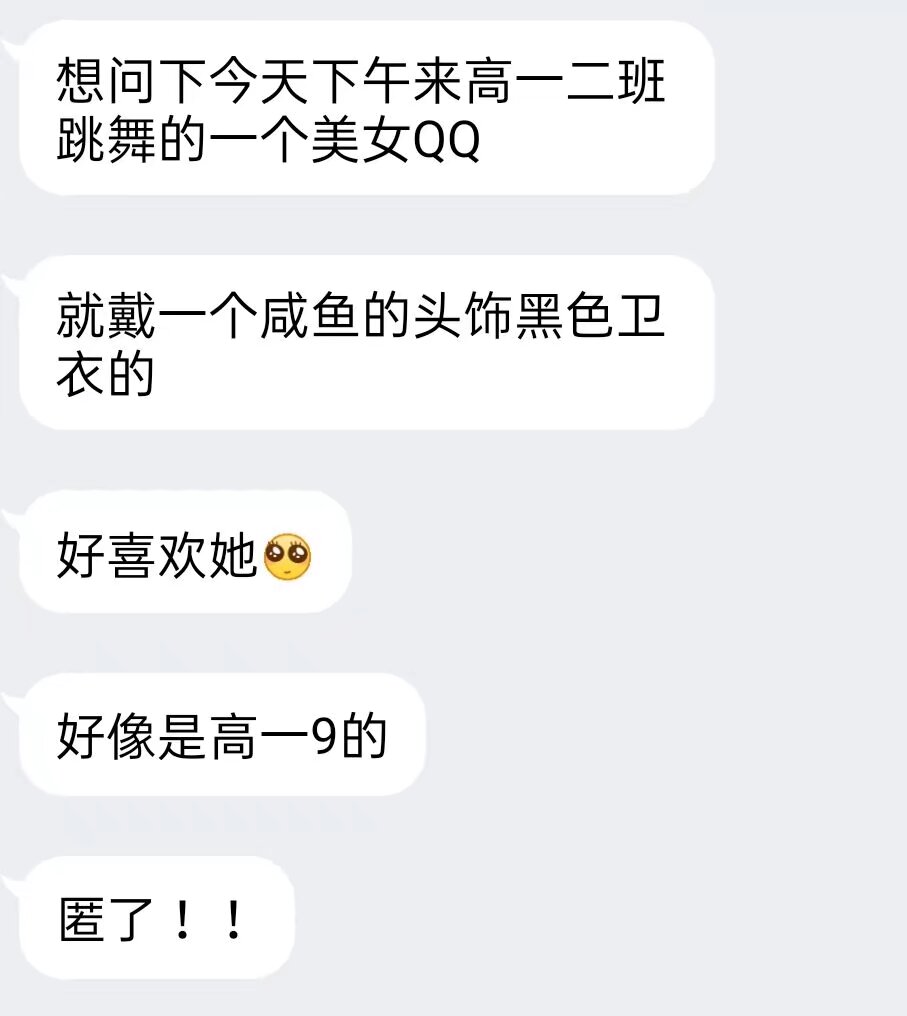 想问下今天下午来高一二班
跳舞的一个美女QQ
就戴一个咸鱼的头饰黑色卫
衣的
好喜欢她🥺
好像是高一9的
匿了！！